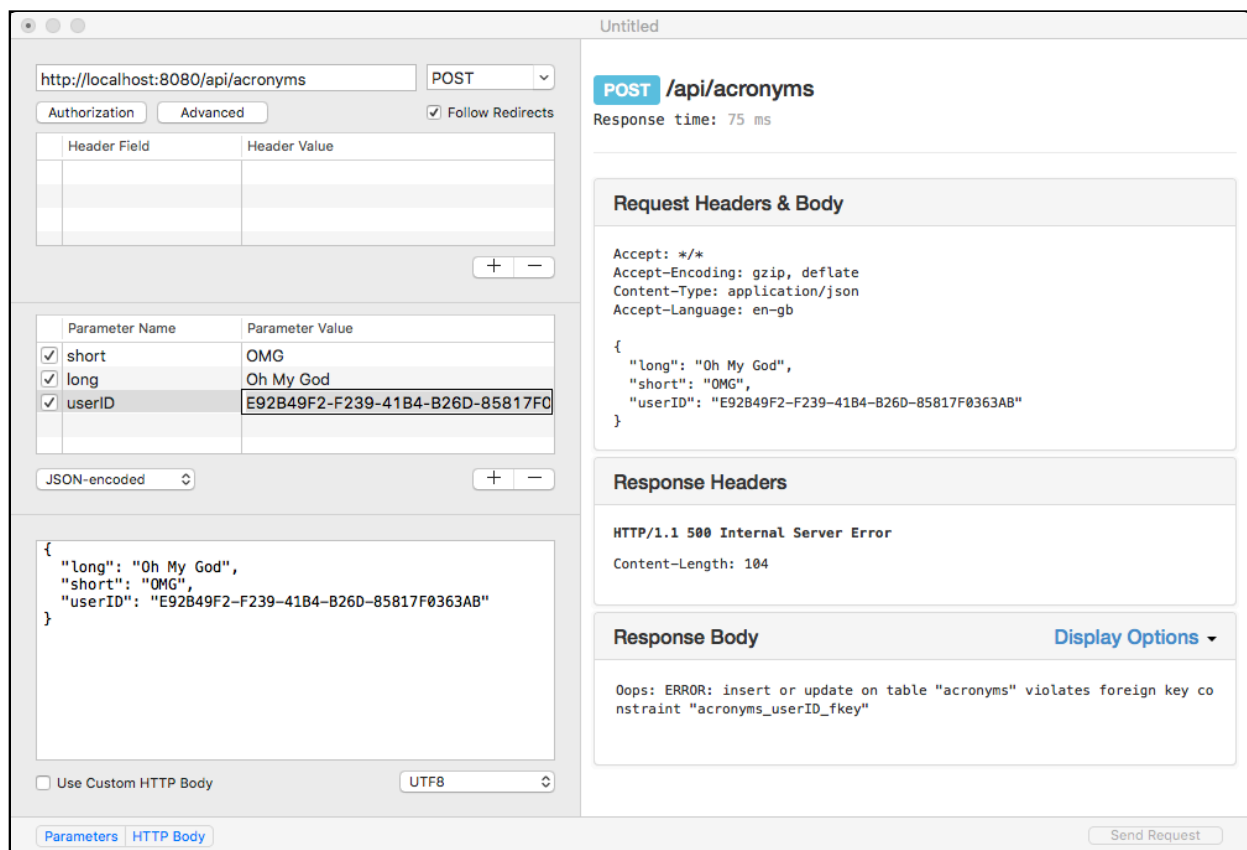 Untitled
http://localhost:8080/api/acronyms
POST
Authorization
Advanced
Follow Redirects
Header Field
Header Value
Parameter Name
Parameter Value
short
OMG
long
Oh My God
userID
E92B49F2-F239-41B4-B26D-85817F0
JSON-encoded
{
"long": "Oh My God",
"short": "OMG",
"userID": "E92B49F2-F239-41B4-B26D-85817F0363AB"
}
Use Custom HTTP Body
UTF8
Parameters
HTTP Body
POST /api/acronyms
Response time: 75 ms
Request Headers & Body
Accept: */*
Accept-Encoding: gzip, deflate
Content-Type: application/json
Accept-Language: en-gb
{
"long": "Oh My God",
"short": "OMG",
"userID": "E92B49F2-F239-41B4-B26D-85817F0363AB"
}
Response Headers
HTTP/1.1 500 Internal Server Error
Content-Length: 104
Response Body
Display Options
Oops: ERROR: insert or update on table "acronyms" violates foreign key co
nstraint "acronyms_userID_fkey"
Send Request